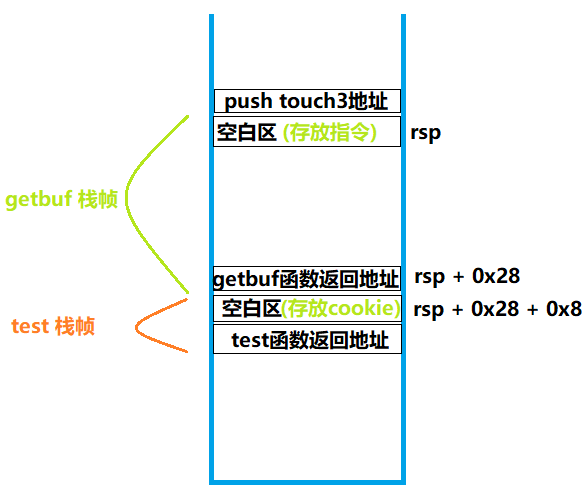 push touch3地址
空白区 (存放指令)
rsp
getbuf 栈帧
getbuf函数返回地址
rsp + 0x28
空白区(存放cookie)
rsp + 0x28 + 0x8
test 栈帧
test函数返回地址